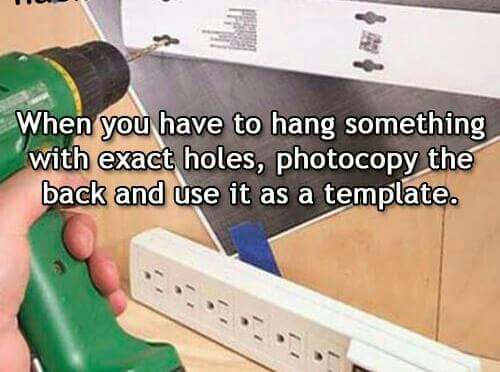 When you have to hang something
with exact holes, photocopy the
back and use it as a template.